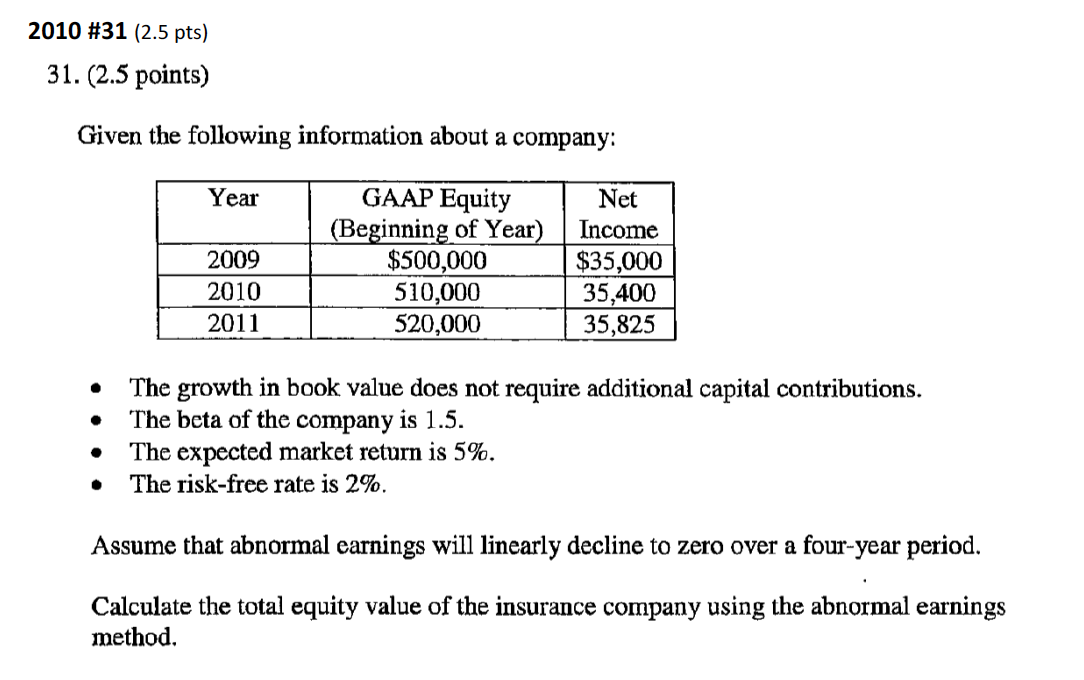 2010 #31 (2.5 pts)
31. (2.5 points)
Given the following information about a company:
Year GAAP Equity (Beginning of Year) Net Income
2009 $500,000 $35,000
2010 510,000 35,400
2011 520,000 35,825
• The growth in book value does not require additional capital contributions.
• The beta of the company is 1.5.
• The expected market return is 5%.
• The risk-free rate is 2%.
Assume that abnormal earnings will linearly decline to zero over a four-year period.
Calculate the total equity value of the insurance company using the abnormal earnings
method.